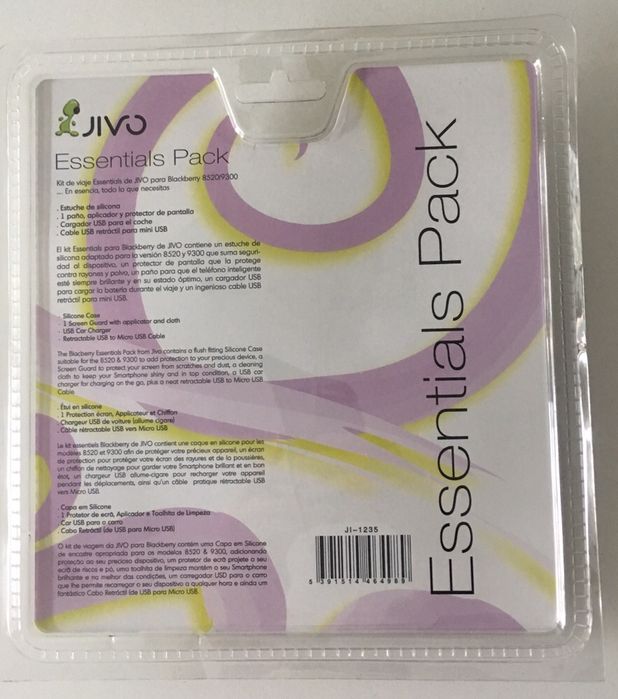 JIVO
Essentials Pack
Kit de viaje Essentials de JIVO para Blackberry 8520/9300
... En esencia, todo lo que necesitas
. Estuche de silicona
. 1 paño, aplicador y protector de pantalla
. Cargador USB para el coche
. Cable USB retráctil para mini USB
El kit Essentials para Blackberry de JIVO contiene un estuche de
silicona adaptado para la versión 8520 y 9300 que suma seguri-
dad al dispositivo, un protector de pantalla que la protege
contra rayones y polvo, un paño para que el teléfono inteligente
esté siempre brillante y en su estado óptimo, un cargador USB
para cargar la batería durante el viaje y un ingenioso cable USB
retráctil para mini USB.
. Silicone Case
. 1 Screen Guard with applicator and cloth
. USB Car Charger
. Retractable USB to Micro USB Cable
The Blacberry Essentials Pack from Jivo contains a flush fitting Silicone Case
suitable for the 8520 & 9300 to add protection to your precious device, a
Screen Guard to protect your screen from scratches and dust, a cleaning
cloth to keep your Smartphone shiny and in top condition, a USB car
charger for charging on the go, plus a neat retractable USB to Micro USB
Cable
. Étui en silicone
. 1 Protection écran, Applicateur et Chiffon
. Chargeur USB de voiture (allume cigare)
. Câble rétractable USB vers Micro USB
Le kit essentiels Blackberry de JIVO contient une coque en silicone pour les
modèles 8520 et 9300 afin de protéger votre précieux appareil, un écran
de protection pour protéger votre écran des rayures et de la poussières,
un chiffon de nettoyage pour garder votre Smartphone brillant et en bon
état, un chargeur USB allume-cigare pour recharger votre appareil
pendant les déplacements, ainsi qu'un câble pratique rétractable USB
vers Micro USB.
. Capa em Silicone
. 1 Protetor de ecrã, Aplicador e Toalhita de Limpeza
. Car USB para o carro
. Cabo Retráctil (de USB para Micro USB)
O kit de viagem da JIVO para Blackberry contém uma Capa em Silicone
de encastre apropriada para os modelos 8520 & 9300, adicionando
proteção ao seu precioso dispositivo, um protetor de ecrã projete o seu
ecrã de riscos e pó, uma toalhita de limpeza mantém o seu Smartphone
brilhante e na melhor das condições, um carregador USD para o carro
que lhe permite recarregar o seu dispositivo a qualquer hora e ainda um
fantástico Cabo Retráctil (de USB para Micro USB
JI-1235
5 391514 464989
Essentials Pack